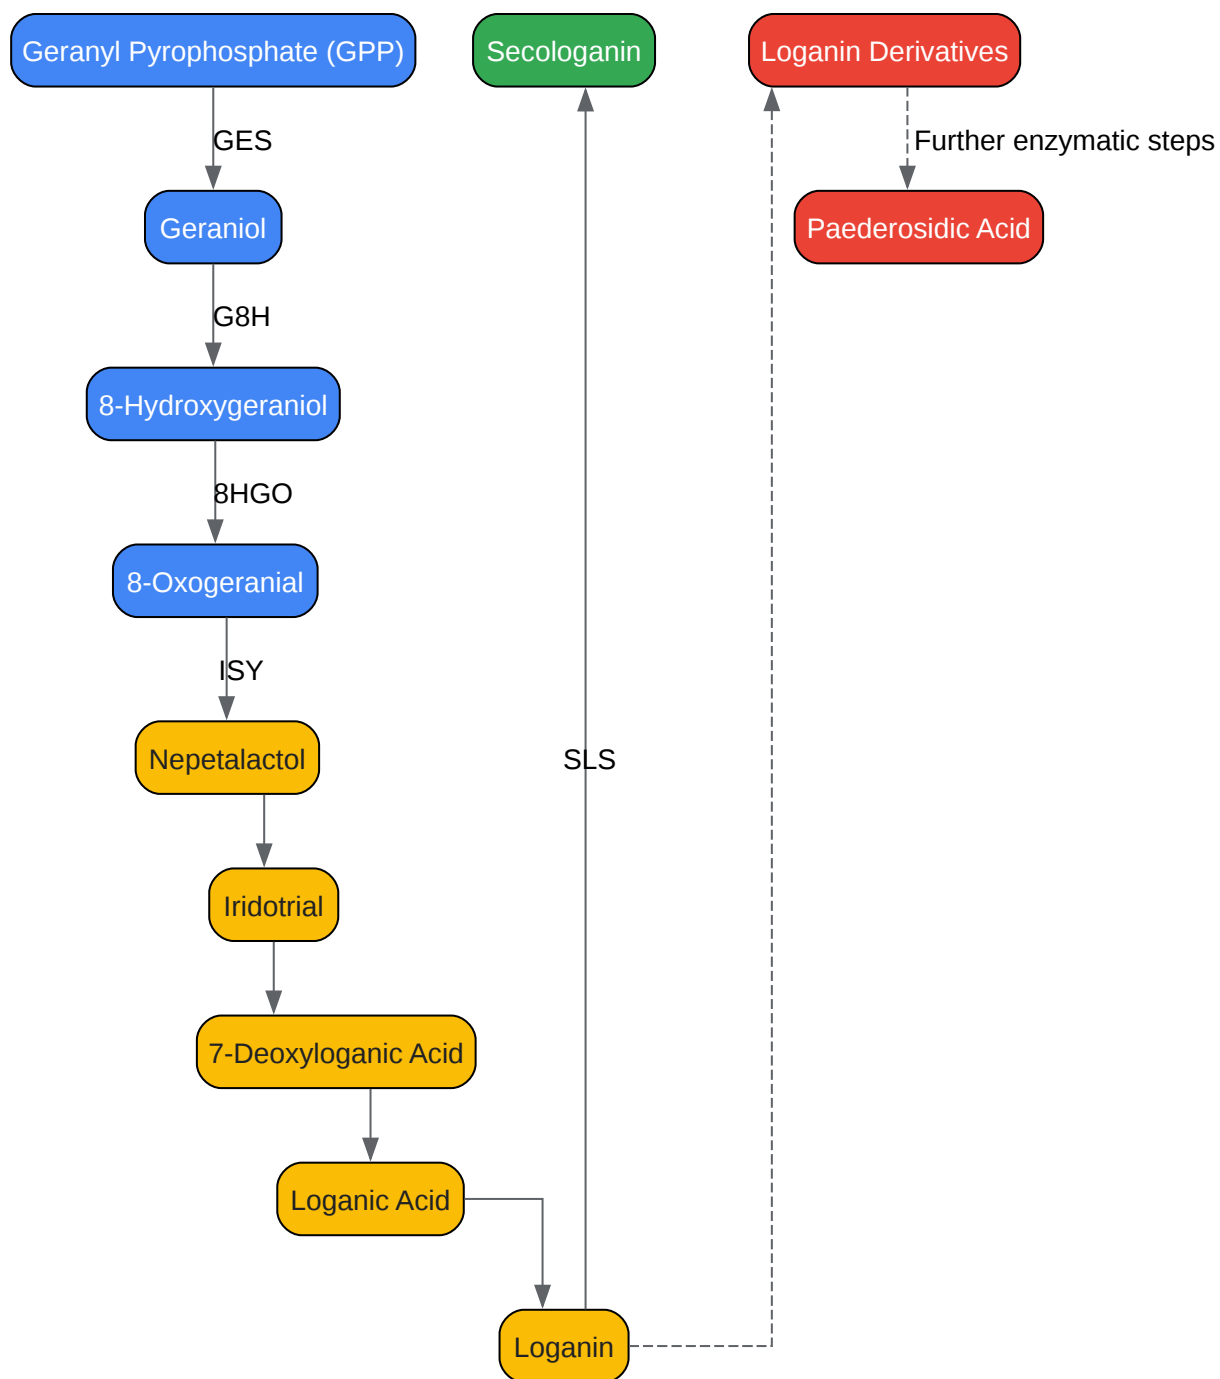 Geranyl Pyrophosphate (GPP)
Secologanin
Loganin Derivatives
GES
Further enzymatic steps
Geraniol
Paederosidic Acid
G8H
8-Hydroxygeraniol
8HGO
8-Oxogeranial
ISY
Nepetalactol
SLS
Iridotrial
7-Deoxyloganic Acid
Loganic Acid
Loganin